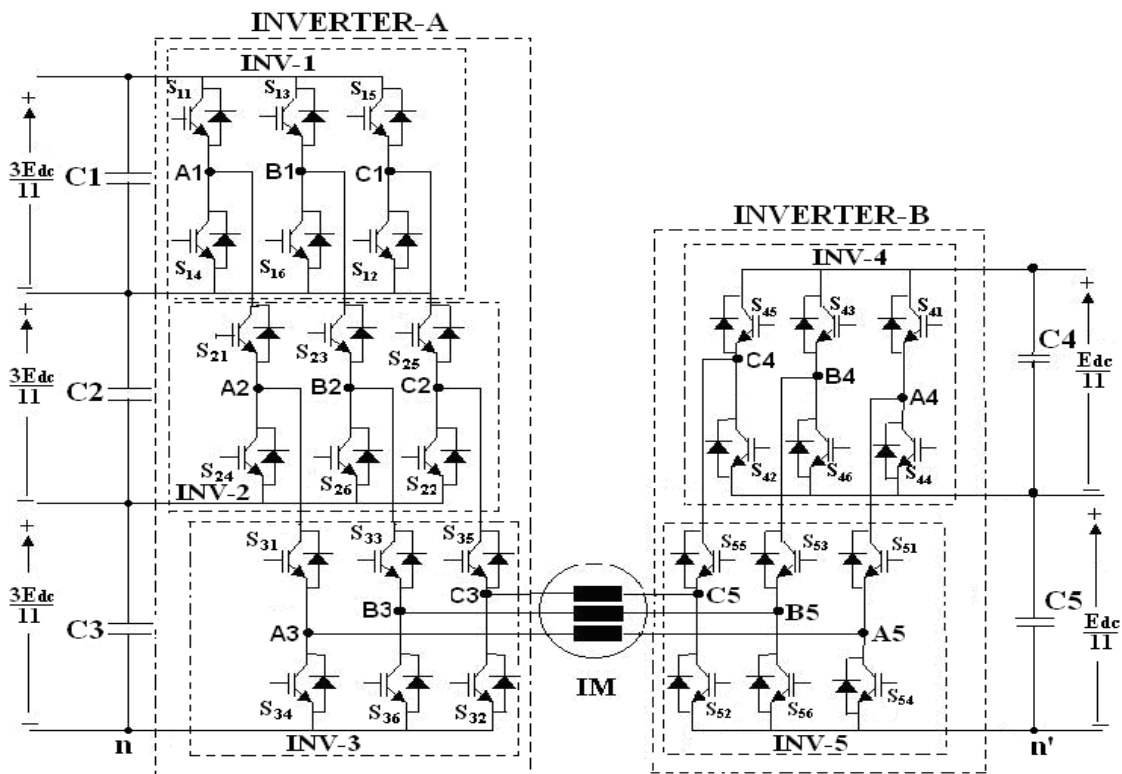 INVERTER-A
INV-1
S11 S13 S15
+
3Edc
11
C1
A1 B1 C1
S14 S16 S12
INVERTER-B
INV-4
+
3Edc
11
C2
S21 S23 S25
A2 B2 C2
S24 S26 S22
INV-2
S45 S43 S41
C4 B4 A4
S42 S46 S44
C4
+
Edc
11
+
3Edc
11
C3
S31 S33 S35
C3
B3
A3
S34 S36 S32
INV-3
n
IM
S55 S53 S51
C5
B5
A5
S52 S56 S54
INV-5
n'
C5
+
Edc
11